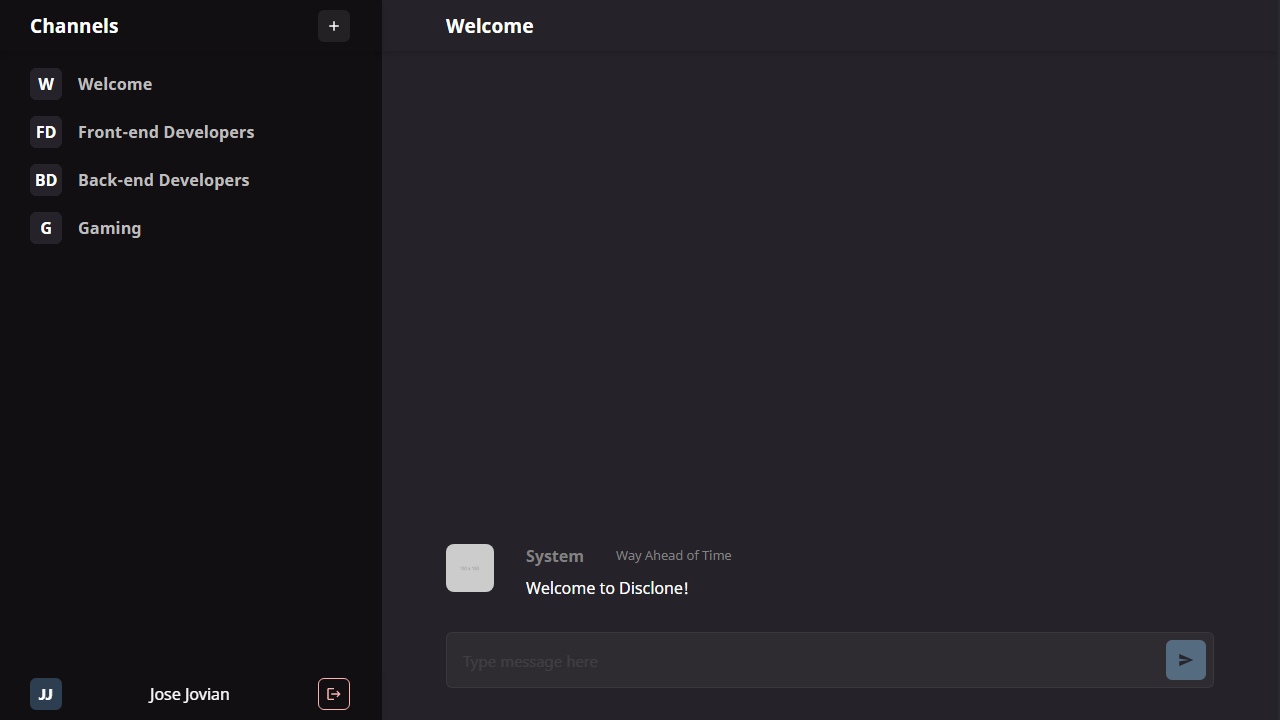 Channels
+
Welcome
W Welcome
FD Front-end Developers
BD Back-end Developers
G Gaming
System Way Ahead of Time
Welcome to Disclone!
Type message here
JJ Jose Jovian